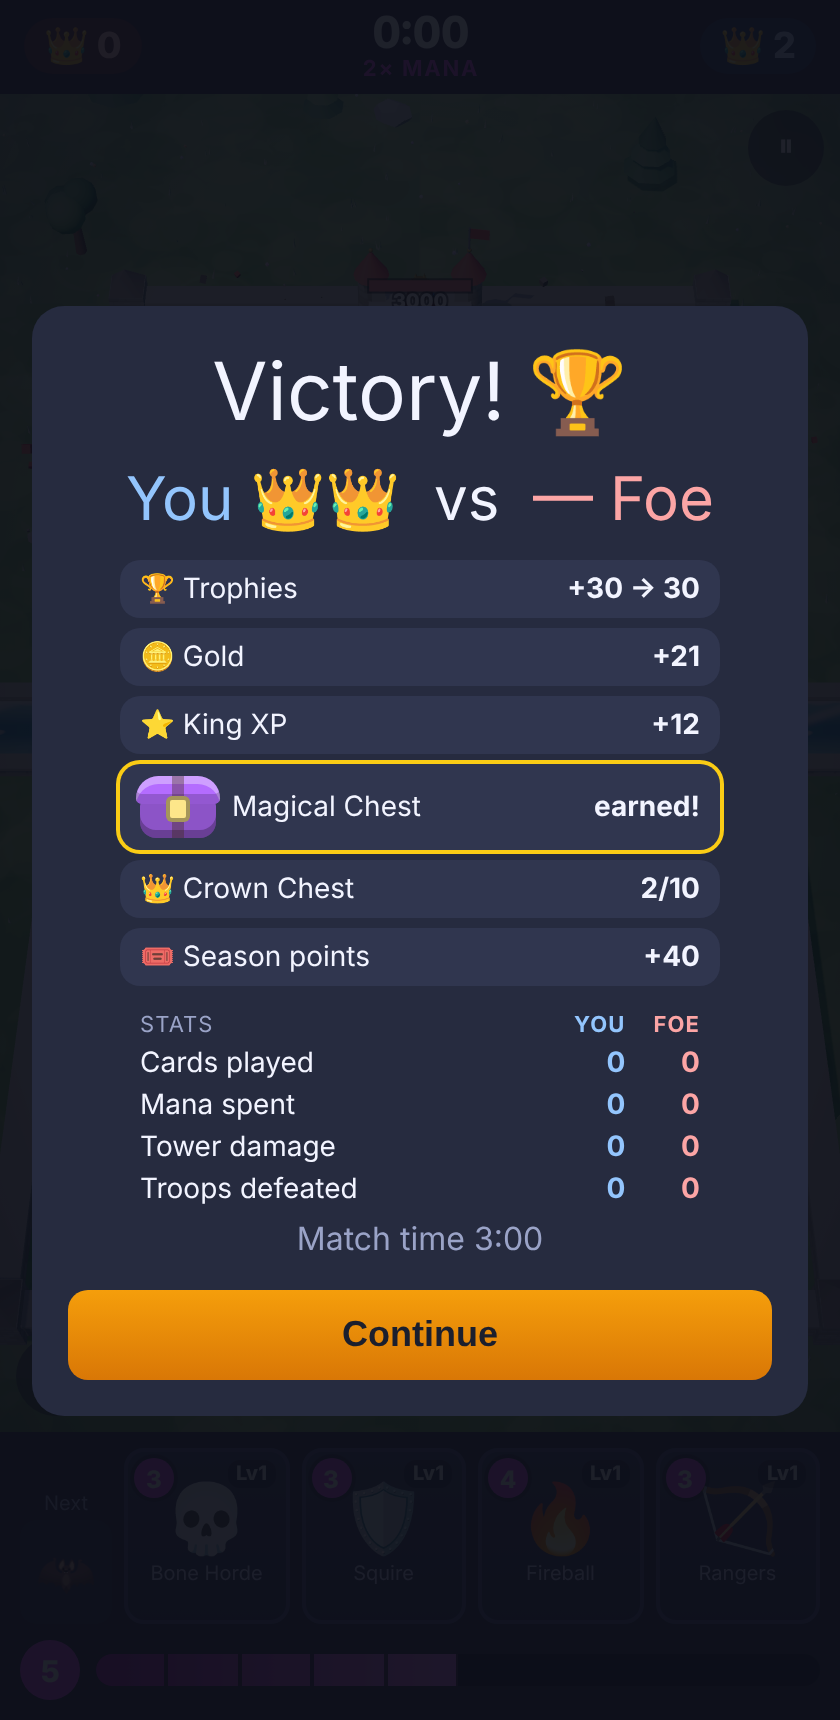 0
0:00
2
2× MANA
3000
Victory!
You vs — Foe
Trophies +30 → 30
Gold +21
King XP +12
Magical Chest earned!
Crown Chest 2/10
Season points +40
STATS YOU FOE
Cards played 0 0
Mana spent 0 0
Tower damage 0 0
Troops defeated 0 0
Match time 3:00
Continue
Next
3 Lv1 3 Lv1 4 Lv1 3 Lv1
Bone Horde Squire Fireball Rangers
5